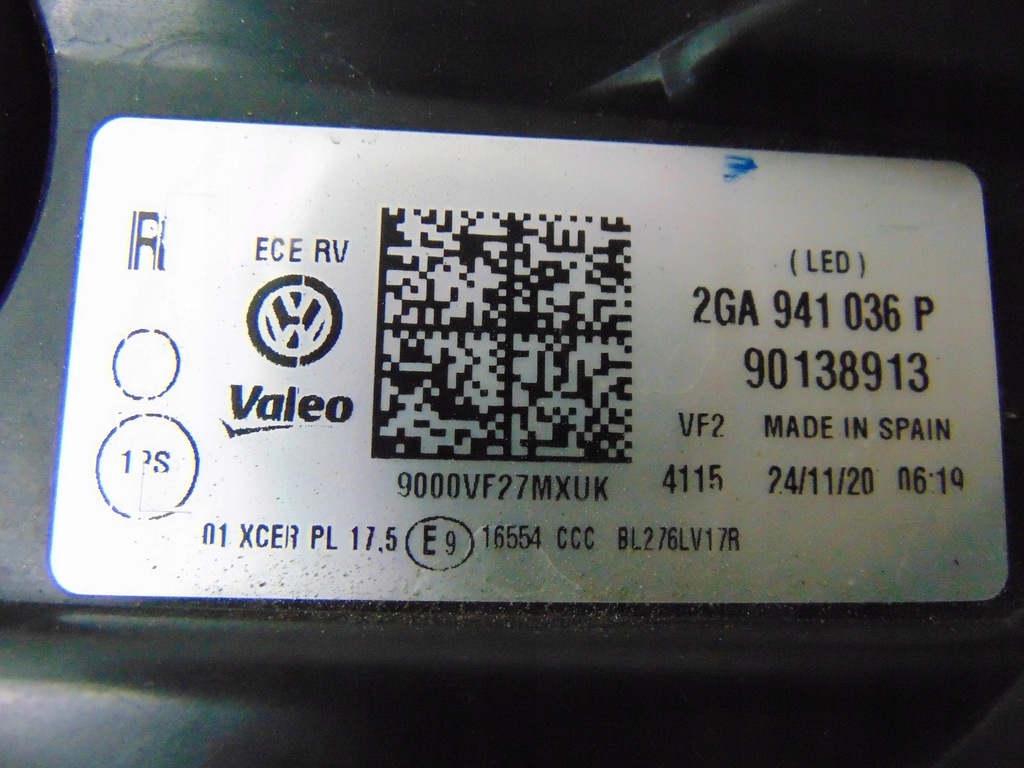 R
ECE RV
(LED)
2GA 941 036 P
Valeo
90138913
VF2 MADE IN SPAIN
9000VF27MXUK
4115 24/11/20 06:19
01 XCER PL 17,5 E9 16554 CCC BL276LV17R